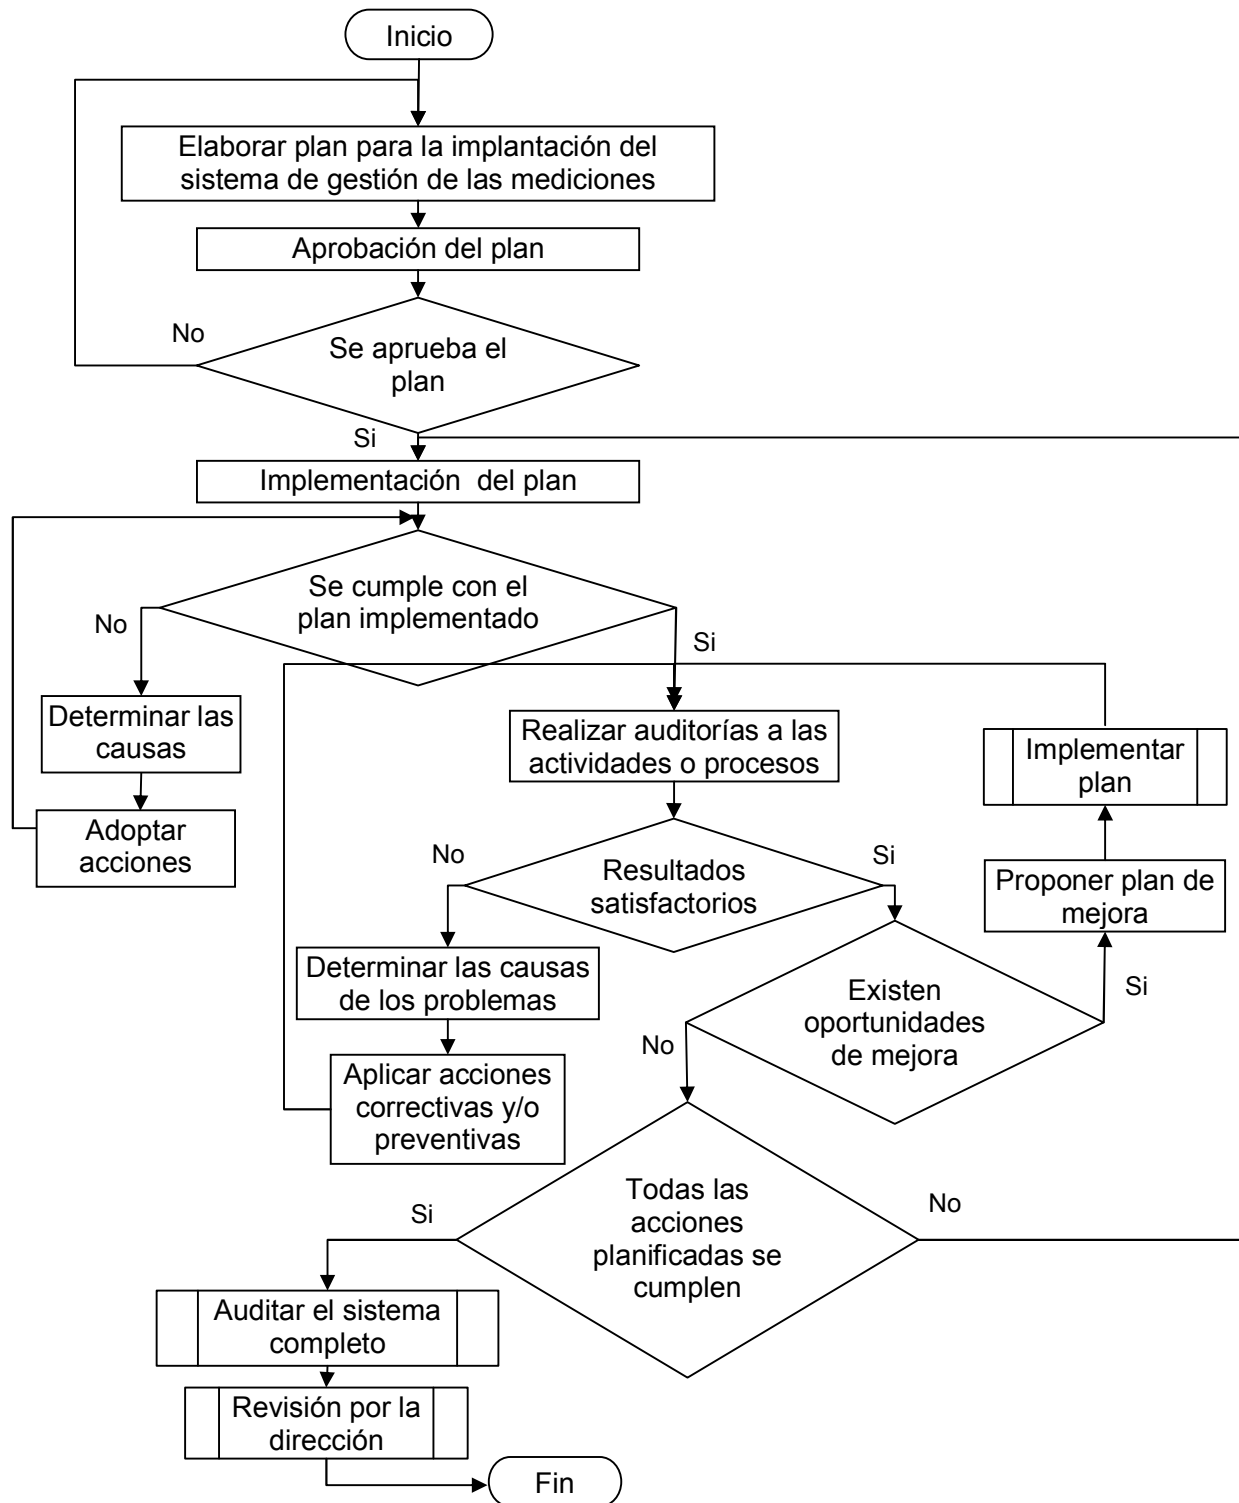 Inicio
Elaborar plan para la implantación del
sistema de gestión de las mediciones
Aprobación del plan
No
Se aprueba el
plan
Si
Implementación  del plan
Se cumple con el
plan implementado
No
Si
Determinar las
causas
Adoptar
acciones
Realizar auditorías a las
actividades o procesos
Implementar
plan
No
Si
Resultados
satisfactorios
Proponer plan de
mejora
Determinar las causas
de los problemas
Existen
oportunidades
de mejora
Si
No
Aplicar acciones
correctivas y/o
preventivas
Todas las
acciones
planificadas se
cumplen
Si
No
Auditar el sistema
completo
Revisión por la
dirección
Fin